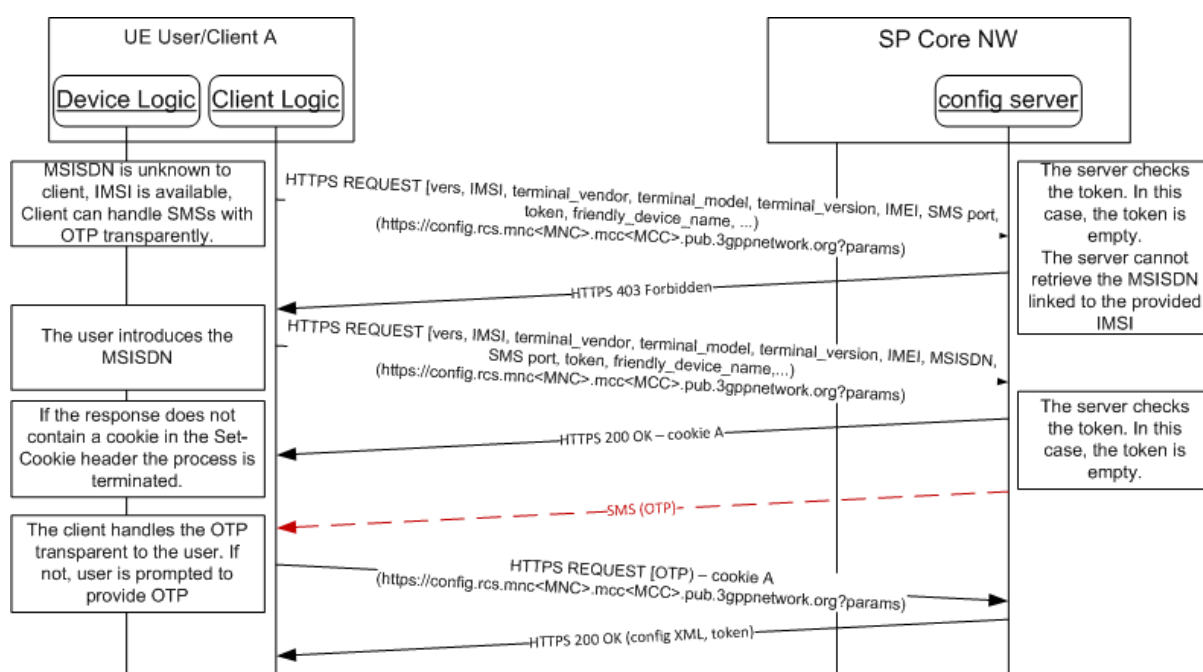 UE User/Client A
SP Core NW
Device Logic
Client Logic
config server
MSISDN is unknown to
client, IMSI is available,
Client can handle SMSs with
OTP transparently.
HTTPS REQUEST [vers, IMSI, terminal_vendor, terminal_model, terminal_version, IMEI, SMS port,
token, friendly_device_name, ...)
(https://config.rcs.mnc<MNC>.mcc<MCC>.pub.3gppnetwork.org?params)
The server checks
the token. In this
case, the token is
empty.
The server cannot
retrieve the MSISDN
linked to the provided
IMSI
HTTPS 403 Forbidden
The user introduces the
MSISDN
HTTPS REQUEST [vers, IMSI, terminal_vendor, terminal_model, terminal_version, IMEI, MSISDN,
SMS port, token, friendly_device_name,...)
(https://config.rcs.mnc<MNC>.mcc<MCC>.pub.3gppnetwork.org?params)
If the response does not
contain a cookie in the Set-
Cookie header the process is
terminated.
HTTPS 200 OK – cookie A
The server checks
the token. In this
case, the token is
empty.
SMS (OTP)
The client handles the OTP
transparent to the user. If
not, user is prompted to
provide OTP
HTTPS REQUEST [OTP) – cookie A
(https://config.rcs.mnc<MNC>.mcc<MCC>.pub.3gppnetwork.org?params)
HTTPS 200 OK (config XML, token)